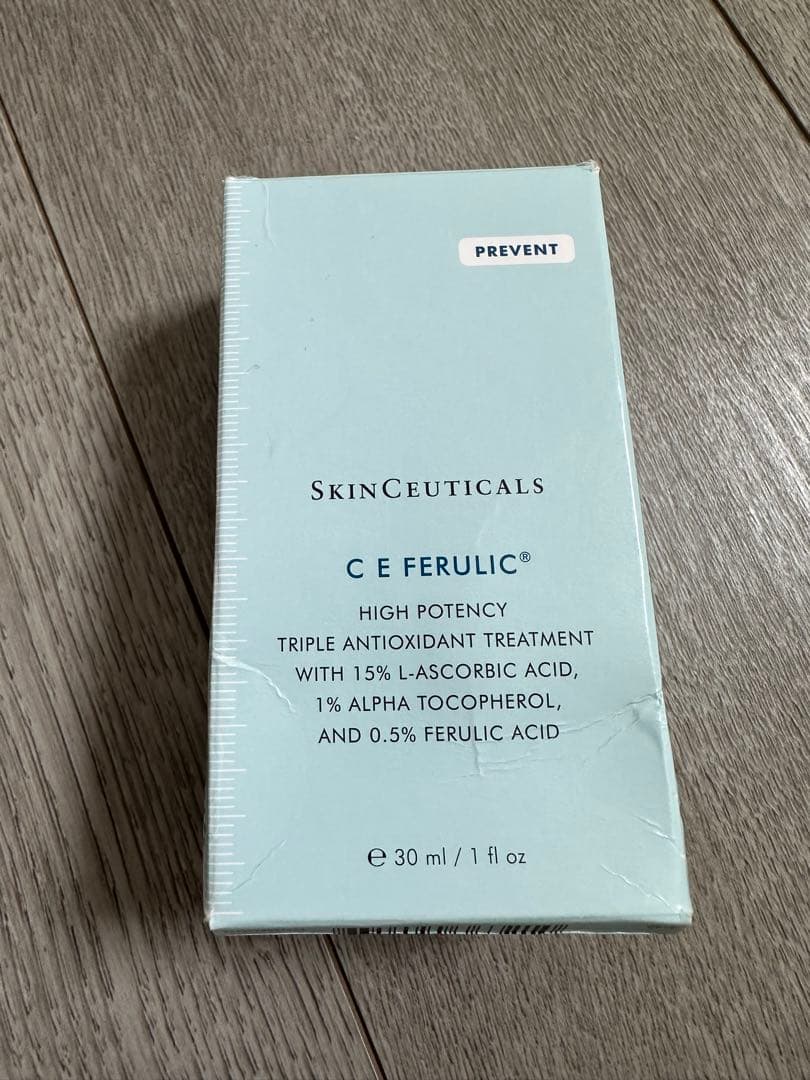 PREVENT
SKINCEUTICALS
C E FERULIC®
HIGH POTENCY
TRIPLE ANTIOXIDANT TREATMENT
WITH 15% L-ASCORBIC ACID,
1% ALPHA TOCOPHEROL,
AND 0.5% FERULIC ACID
℮ 30 ml / 1 fl oz